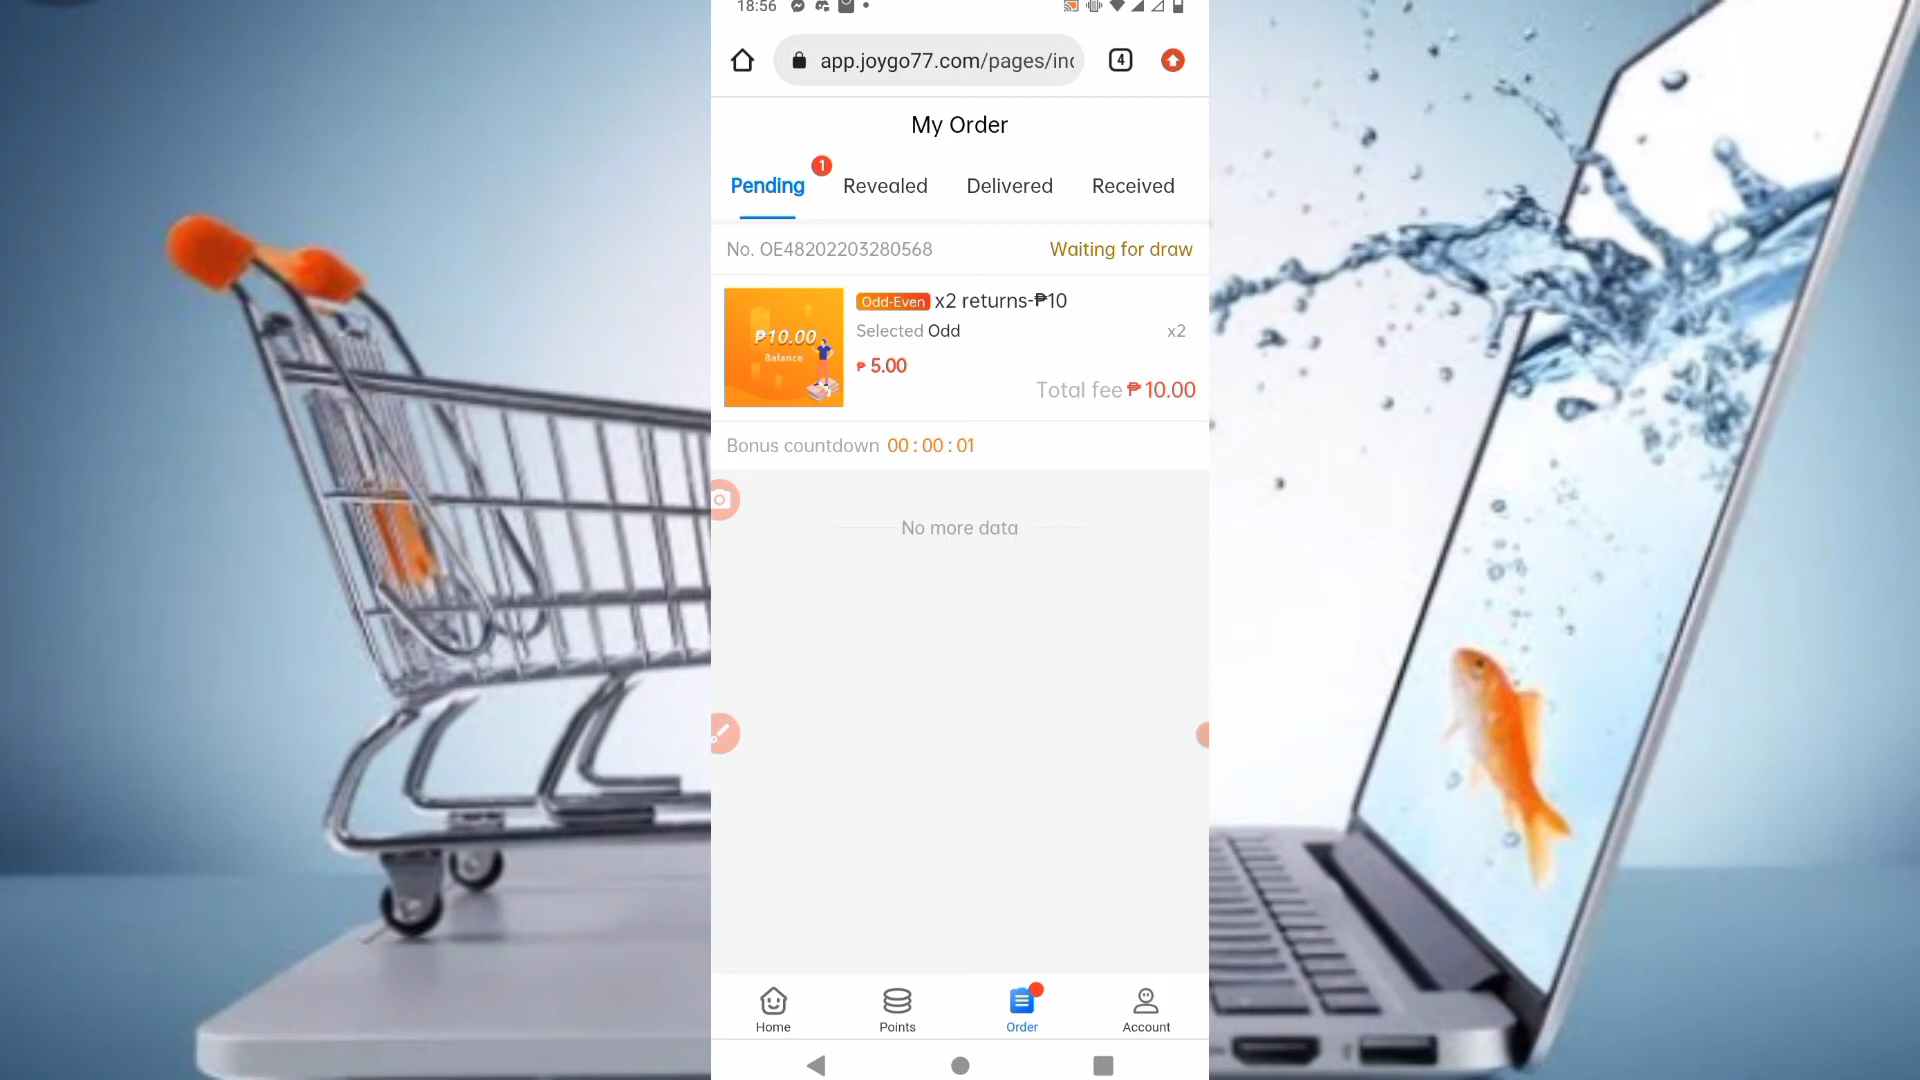 18:56
app.joygo77.com/pages/inc
4
My Order
Pending 1 Revealed Delivered Received
No. OE48202203280568 Waiting for draw
Odd-Even x2 returns-₱10
₱10.00
Balance
Selected Odd x2
₱ 5.00
Total fee ₱ 10.00
Bonus countdown 00 : 00 : 01
No more data
Home Points Order Account